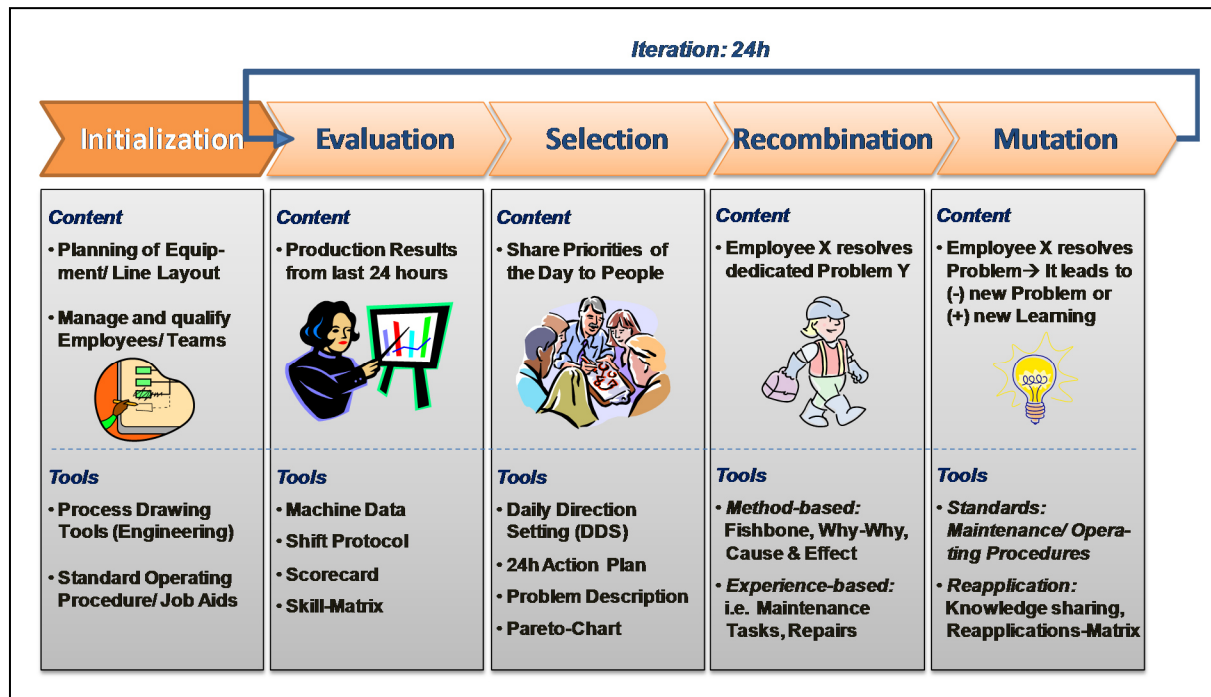 Iteration: 24h
Initialization
Evaluation
Selection
Recombination
Mutation
Content
• Planning of Equip-
ment/ Line Layout
• Manage and qualify
Employees/ Teams
Tools
• Process Drawing
Tools (Engineering)
• Standard Operating
Procedure/ Job Aids
Content
• Production Results
from last 24 hours
Tools
• Machine Data
• Shift Protocol
• Scorecard
• Skill-Matrix
Content
• Share Priorities of
the Day to People
Tools
• Daily Direction
Setting (DDS)
• 24h Action Plan
• Problem Description
• Pareto-Chart
Content
• Employee X resolves
dedicated Problem Y
Tools
• Method-based:
Fishbone, Why-Why,
Cause & Effect
• Experience-based:
i.e. Maintenance
Tasks, Repairs
Content
• Employee X resolves
Problem→ It leads to
(-) new Problem or
(+) new Learning
Tools
• Standards:
Maintenance/ Opera-
ting Procedures
• Reapplication:
Knowledge sharing,
Reapplications-Matrix